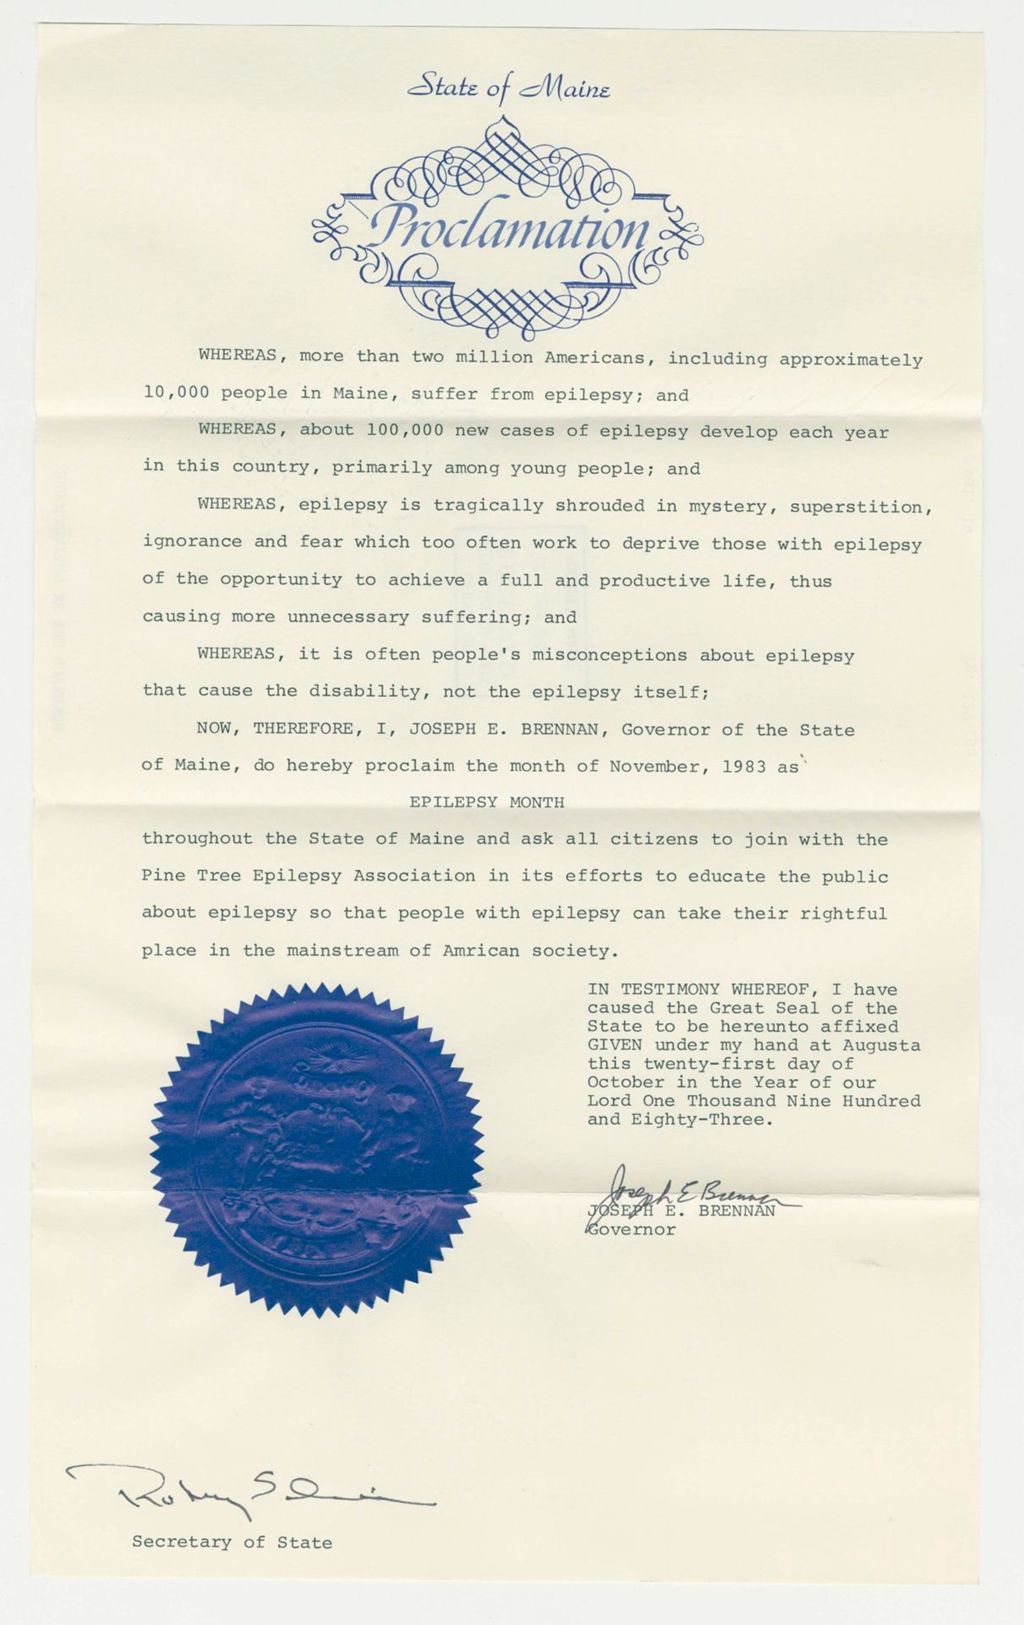 State of Maine
Proclamation
WHEREAS, more than two million Americans, including approximately
10,000 people in Maine, suffer from epilepsy; and
WHEREAS, about 100,000 new cases of epilepsy develop each year
in this country, primarily among young people; and
WHEREAS, epilepsy is tragically shrouded in mystery, superstition,
ignorance and fear which too often work to deprive those with epilepsy
of the opportunity to achieve a full and productive life, thus
causing more unnecessary suffering; and
WHEREAS, it is often people's misconceptions about epilepsy
that cause the disability, not the epilepsy itself;
NOW, THEREFORE, I, JOSEPH E. BRENNAN, Governor of the State
of Maine, do hereby proclaim the month of November, 1983 as
EPILEPSY MONTH
throughout the State of Maine and ask all citizens to join with the
Pine Tree Epilepsy Association in its efforts to educate the public
about epilepsy so that people with epilepsy can take their rightful
place in the mainstream of Amrican society.
IN TESTIMONY WHEREOF, I have
caused the Great Seal of the
State to be hereunto affixed
GIVEN under my hand at Augusta
this twenty-first day of
October in the Year of our
Lord One Thousand Nine Hundred
and Eighty-Three.
Joseph E Brennan
JOSEPH E. BRENNAN
Governor
Secretary of State